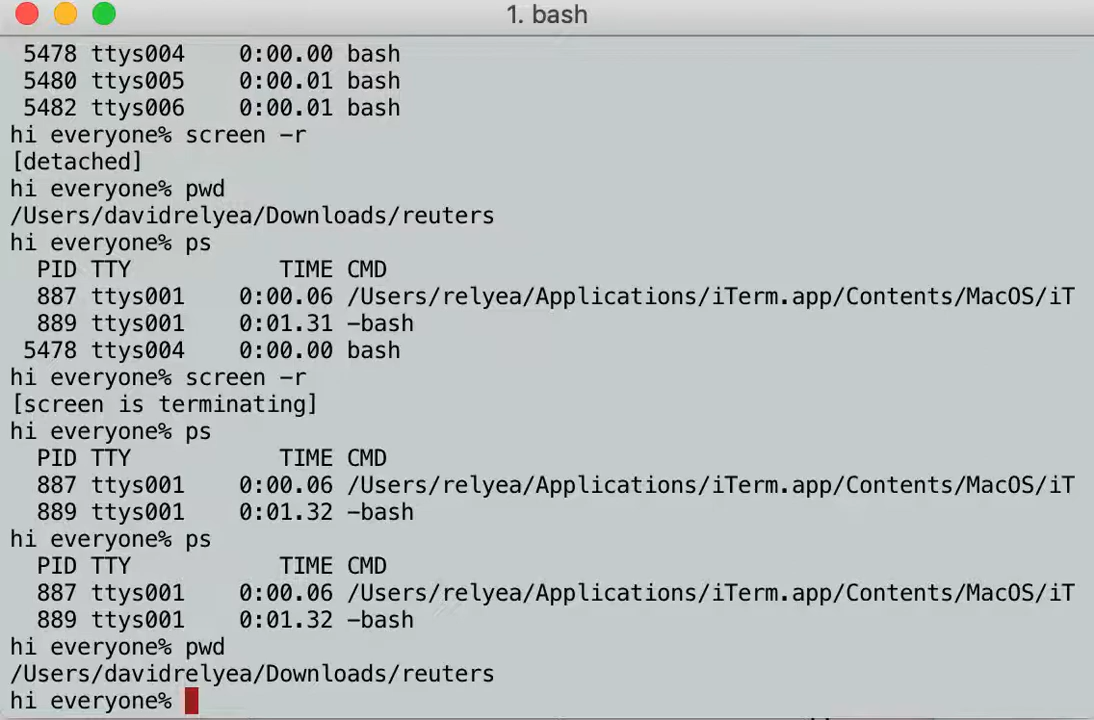 1. bash
5478 ttys004 0:00.00 bash
5480 ttys005 0:00.01 bash
5482 ttys006 0:00.01 bash
hi everyone% screen -r
[detached]
hi everyone% pwd
/Users/davidrelyea/Downloads/reuters
hi everyone% ps
PID TTY TIME CMD
887 ttys001 0:00.06 /Users/relyea/Applications/iTerm.app/Contents/MacOS/iT
889 ttys001 0:01.31 -bash
5478 ttys004 0:00.00 bash
hi everyone% screen -r
[screen is terminating]
hi everyone% ps
PID TTY TIME CMD
887 ttys001 0:00.06 /Users/relyea/Applications/iTerm.app/Contents/MacOS/iT
889 ttys001 0:01.32 -bash
hi everyone% ps
PID TTY TIME CMD
887 ttys001 0:00.06 /Users/relyea/Applications/iTerm.app/Contents/MacOS/iT
889 ttys001 0:01.32 -bash
hi everyone% pwd
/Users/davidrelyea/Downloads/reuters
hi everyone%